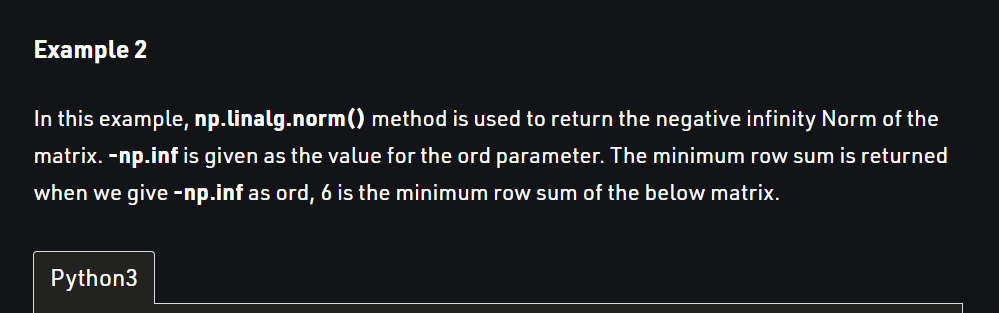 Example 2
In this example, np.linalg.norm() method is used to return the negative infinity Norm of the
matrix. -np.inf is given as the value for the ord parameter. The minimum row sum is returned
when we give -np.inf as ord, 6 is the minimum row sum of the below matrix.
Python3